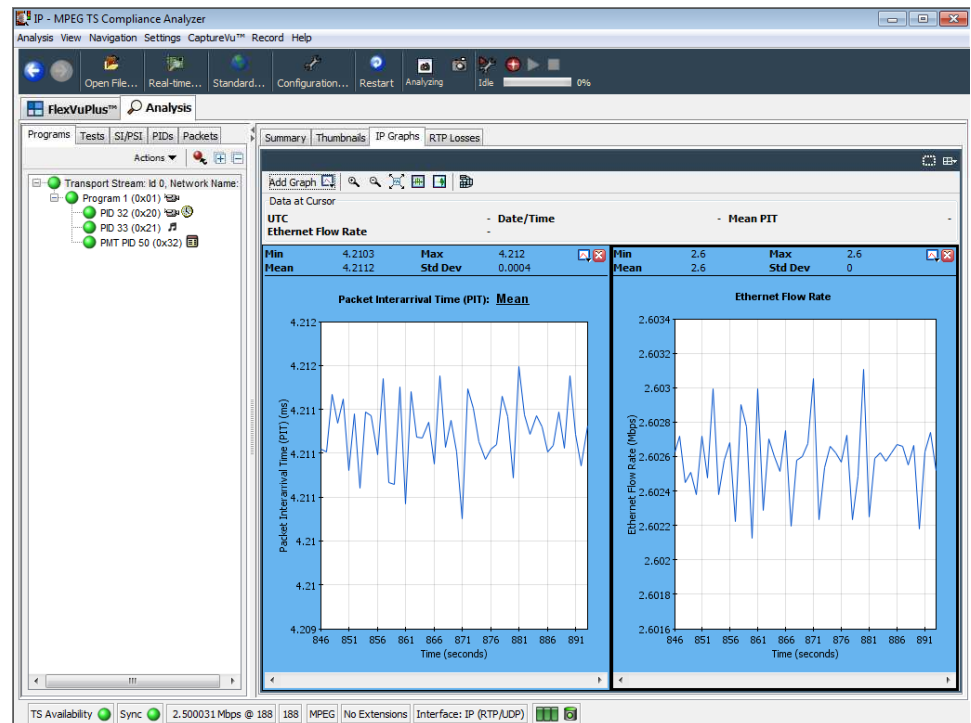 IP - MPEG TS Compliance Analyzer
Analysis View Navigation Settings CaptureVu™ Record Help
Open File... Real-time... Standard... Configuration... Restart Analyzing Idle 0%
FlexVuPlus™ Analysis
Programs Tests SI/PSI PIDs Packets
Summary Thumbnails IP Graphs RTP Losses
Actions
Transport Stream: Id 0, Network Name:
Program 1 (0x01)
PID 32 (0x20)
PID 33 (0x21)
PMT PID 50 (0x32)
Add Graph
Data at Cursor
UTC - Date/Time - Mean PIT -
Ethernet Flow Rate -
Min 4.2103 Max 4.212
Mean 4.2112 Std Dev 0.0004
Packet Interarrival Time (PIT): Mean
Packet Interarrival Time (PIT) (ms)
4.212
4.212
4.211
4.211
4.211
4.21
4.21
4.209
846 851 856 861 866 871 876 881 886 891
Time (seconds)
Min 2.6 Max 2.6
Mean 2.6 Std Dev 0
Ethernet Flow Rate
Ethernet Flow Rate (Mbps)
2.6034
2.6032
2.603
2.6028
2.6026
2.6024
2.6022
2.602
2.6018
2.6016
846 851 856 861 866 871 876 881 886 891
Time (seconds)
TS Availability Sync 2.500031 Mbps @ 188 188 MPEG No Extensions Interface: IP (RTP/UDP)